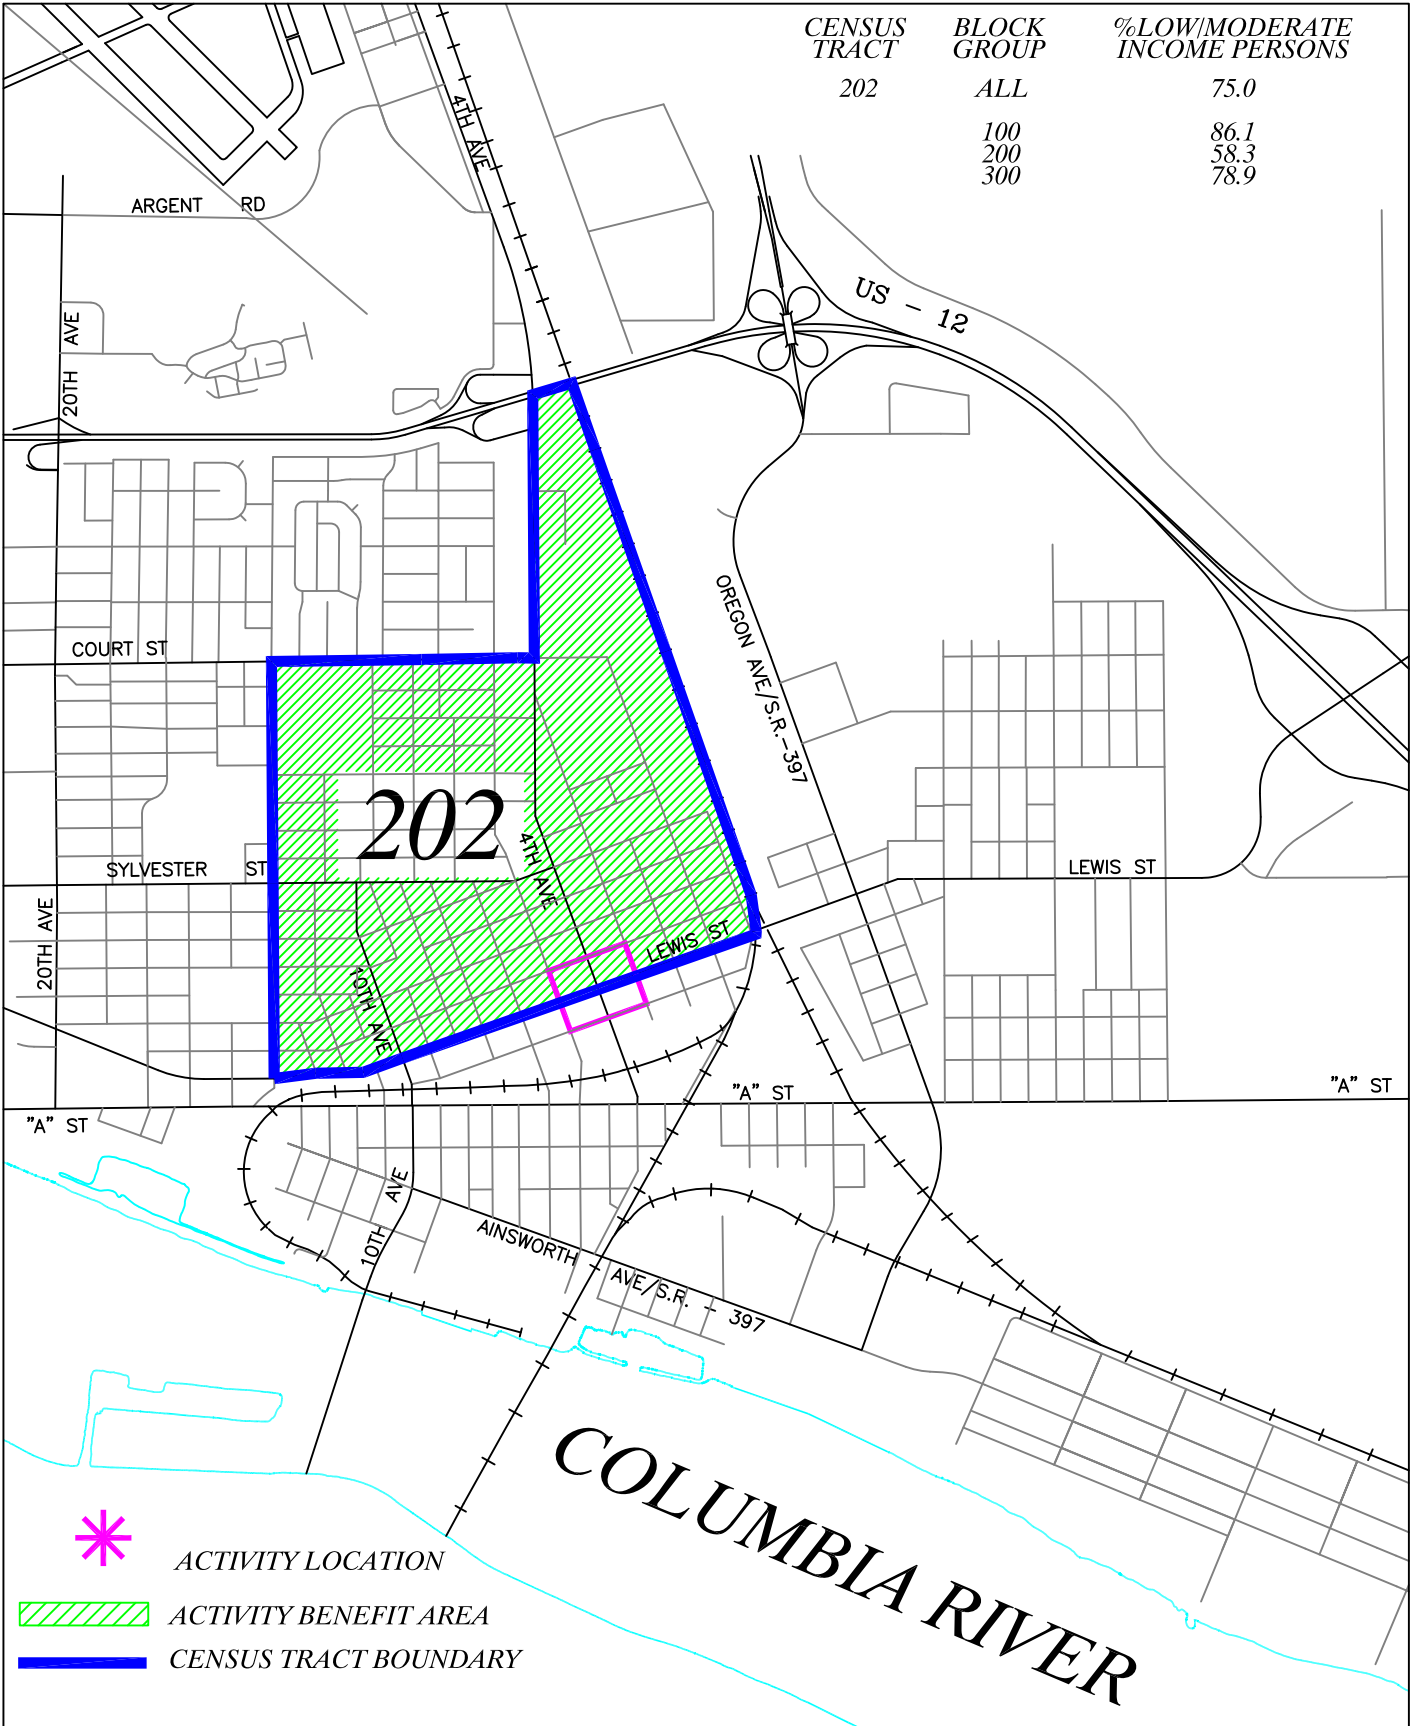 CENSUS TRACT
BLOCK GROUP
%LOW/MODERATE INCOME PERSONS
202 ALL 75.0
100 86.1
200 58.3
300 78.9
4TH AVE
ARGENT RD
US - 12
20TH AVE
OREGON AVE/S.R.-397
COURT ST
202
4TH AVE
SYLVESTER ST
LEWIS ST
20TH AVE
LEWIS ST
10TH AVE
"A" ST
"A" ST
"A" ST
10TH AVE
AINSWORTH AVE/S.R. - 397
COLUMBIA RIVER
ACTIVITY LOCATION
ACTIVITY BENEFIT AREA
CENSUS TRACT BOUNDARY